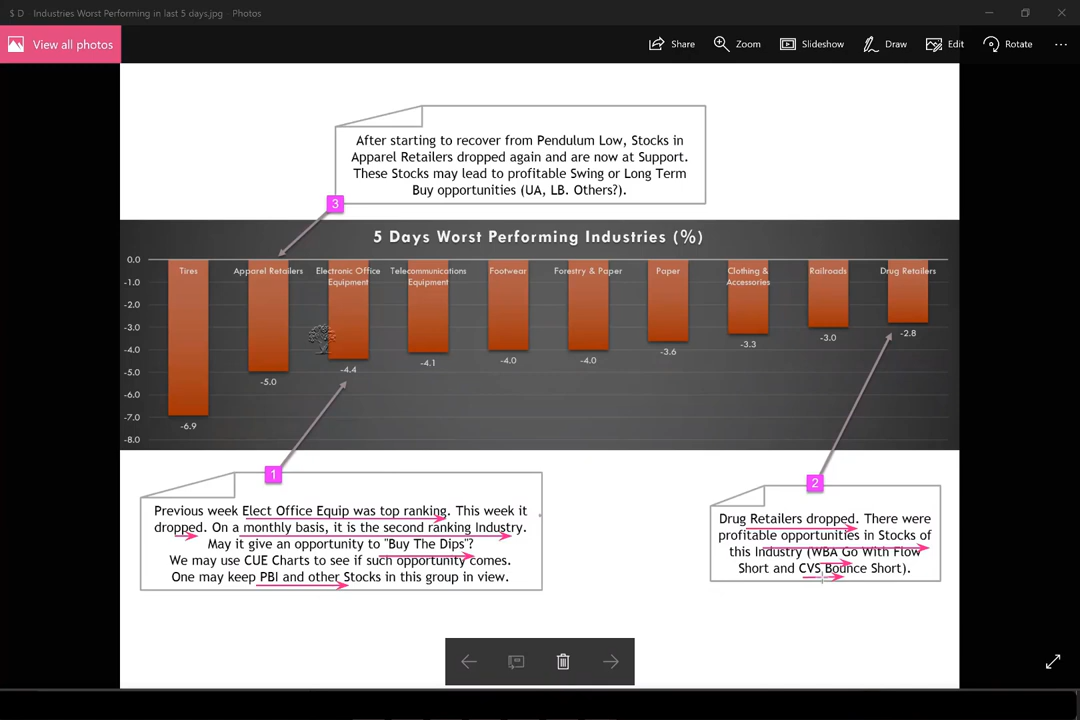 $ D Industries Worst Performing in last 5 days.jpg - Photos
View all photos
Share
Zoom
Slideshow
Draw
Edit
Rotate
After starting to recover from Pendulum Low, Stocks in
Apparel Retailers dropped again and are now at Support.
These Stocks may lead to profitable Swing or Long Term
Buy opportunities (UA, LB. Others?).
3
5 Days Worst Performing Industries (%)
0.0
-1.0
-2.0
-3.0
-4.0
-5.0
-6.0
-7.0
-8.0
Tires
Apparel Retailers
Electronic Office
Equipment
Telecommunications
Equipment
Footwear
Forestry & Paper
Paper
Clothing &
Accessories
Railroads
Drug Retailers
-6.9
-5.0
-4.4
-4.1
-4.0
-4.0
-3.6
-3.3
-3.0
-2.8
1
Previous week Elect Office Equip was top ranking. This week it
dropped. On a monthly basis, it is the second ranking Industry.
May it give an opportunity to "Buy The Dips"?
We may use CUE Charts to see if such opportunity comes.
One may keep PBI and other Stocks in this group in view.
2
Drug Retailers dropped. There were
profitable opportunities in Stocks of
this Industry (WBA Go With Flow
Short and CVS Bounce Short).